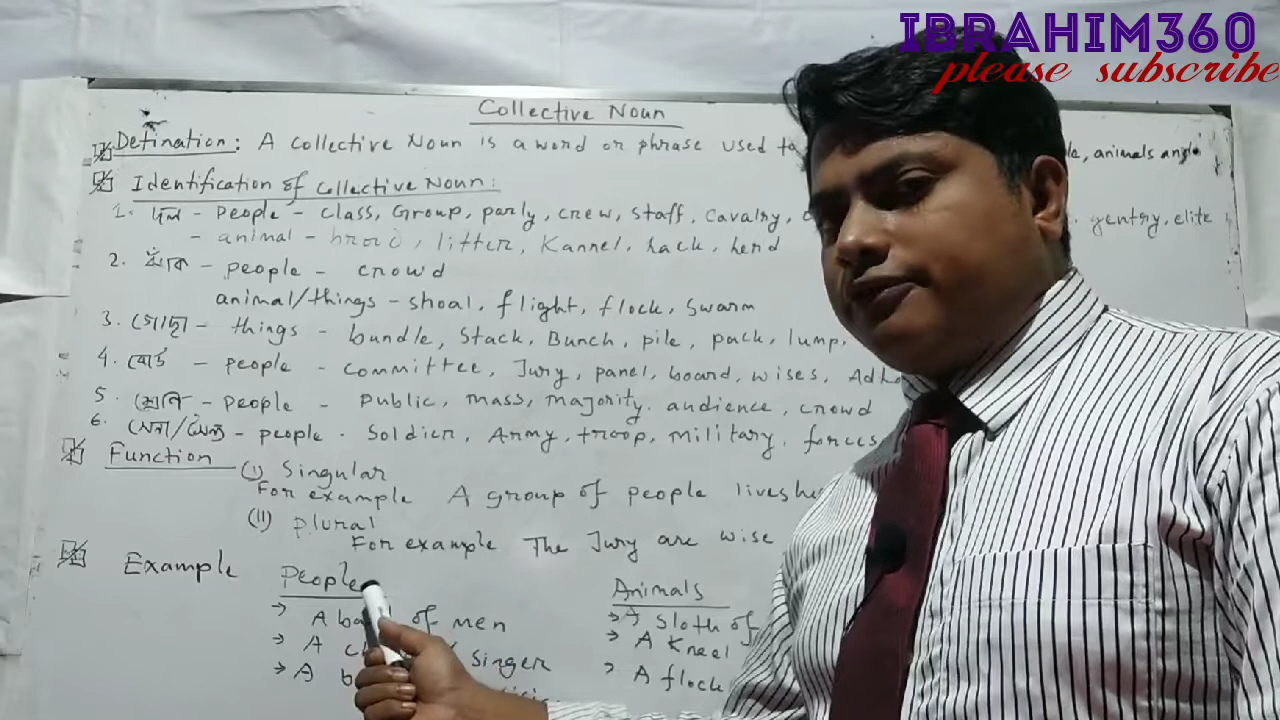 IBRAHIM360
please subscribe
Collective Noun
Defination: A collective Noun is a word or phrase used to animals and
Identification of collective Noun:
1. দল - people - class, Group, party, crew, staff, cavalry, gentry, elite
- animal - brood, litter, Kannel, hack, herd
2. ঝাঁক - people - crowd
animal/things - shoal, flight, flock, swarm
3. গোছা - things - bundle, stack, Bunch, pile, pack, lump,
4. বোর্ড - people - committee, Jury, panel, board, wises,
5. শ্রেণি - people - public, mass, majority. audience, crowd
6. সেনা/সৈন্য - people - Soldier, Army, troop, military, forces
Function (I) Singular
For example A group of people lives
(II) plural
For example The Jury are wise
Example People Animals
→ A of men → A sloth of
→ A singer → A Kneel
→ A → A flock